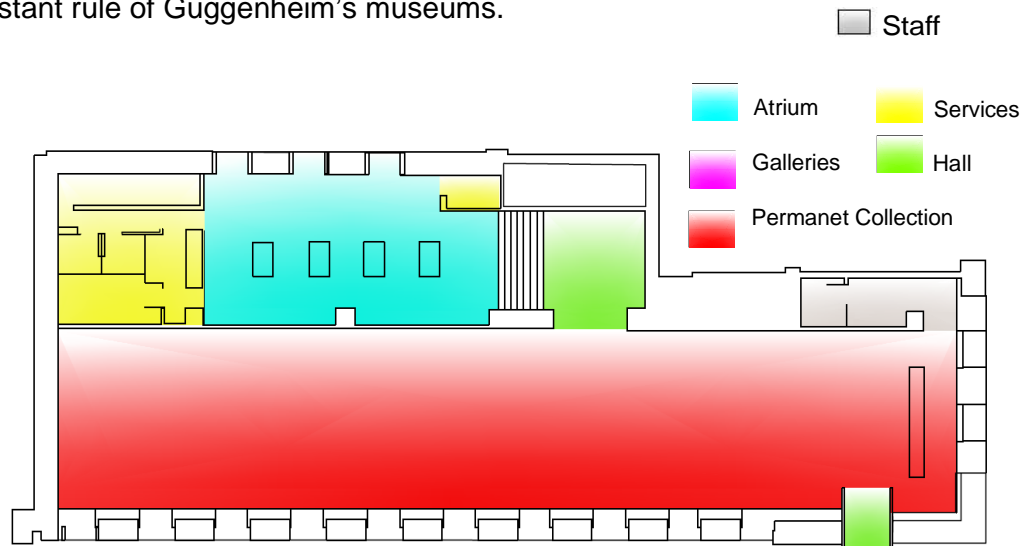 stant rule of Guggenheim's museums.
Staff
Atrium
Services
Galleries
Hall
Permanet Collection